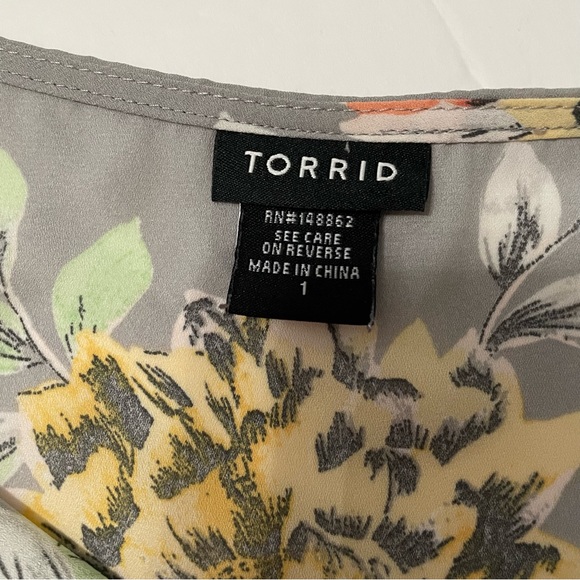 TORRID
RN#148862
SEE CARE
ON REVERSE
MADE IN CHINA
1